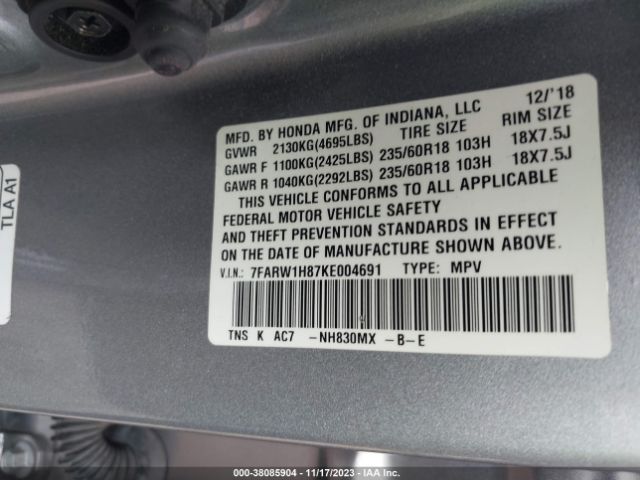 MFD. BY HONDA MFG. OF INDIANA, LLC 12/'18
GVWR 2130KG(4695LBS) TIRE SIZE RIM SIZE
GAWR F 1100KG(2425LBS) 235/60R18 103H 18X7.5J
GAWR R 1040KG(2292LBS) 235/60R18 103H 18X7.5J
THIS VEHICLE CONFORMS TO ALL APPLICABLE
FEDERAL MOTOR VEHICLE SAFETY
AND THEFT PREVENTION STANDARDS IN EFFECT
ON THE DATE OF MANUFACTURE SHOWN ABOVE.
V.I.N.: 7FARW1H87KE004691 TYPE: MPV
TNS K AC7 -NH830MX -B-E
TLA A1
000-38085904 - 11/17/2023 - IAA Inc.